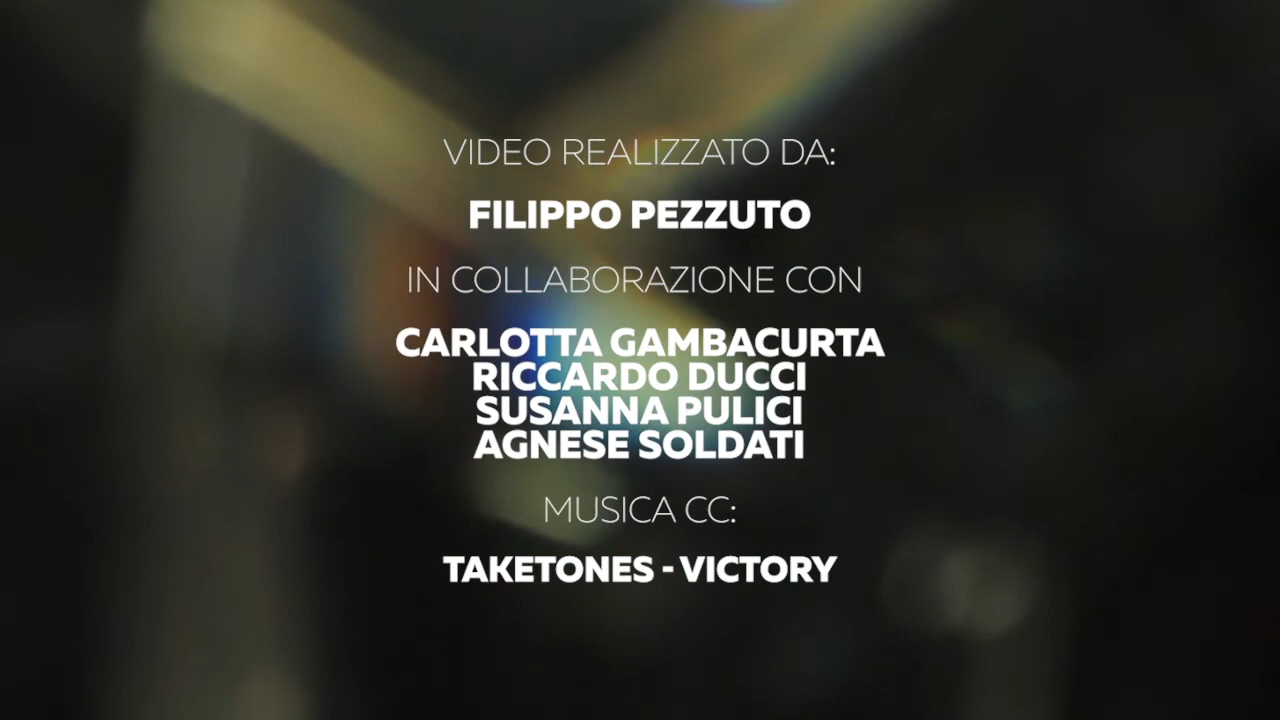 VIDEO REALIZZATO DA:
FILIPPO PEZZUTO
IN COLLABORAZIONE CON
CARLOTTA GAMBACURTA
RICCARDO DUCCI
SUSANNA PULICI
AGNESE SOLDATI
MUSICA CC:
TAKETONES - VICTORY